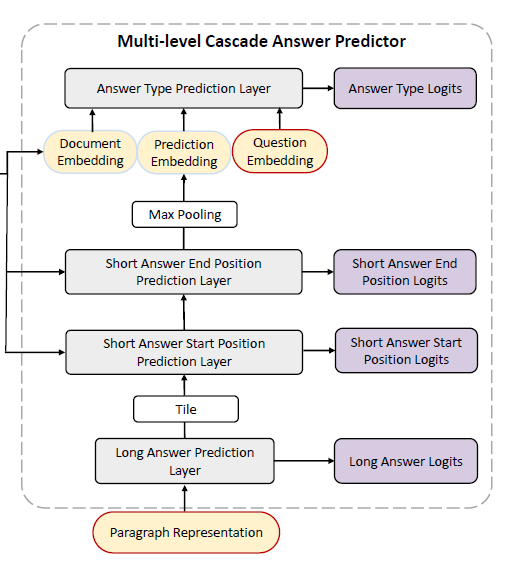 Multi-level Cascade Answer Predictor
Answer Type Prediction Layer
Answer Type Logits
Document
Embedding
Prediction
Embedding
Question
Embedding
Max Pooling
Short Answer End Position
Prediction Layer
Short Answer End
Position Logits
Short Answer Start Position
Prediction Layer
Short Answer Start
Position Logits
Tile
Long Answer Prediction
Layer
Long Answer Logits
Paragraph Representation